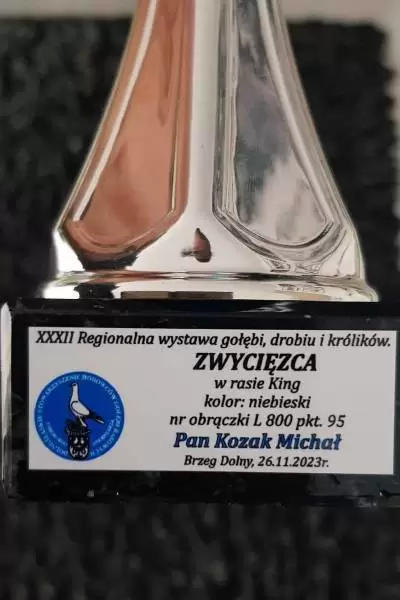 XXXII Regionalna wystawa gołębi, drobiu i królików.
ZWYCIĘZCA
w rasie King
kolor: niebieski
nr obrączki L 800 pkt. 95
Pan Kozak Michał
Brzeg Dolny, 26.11.2023r.